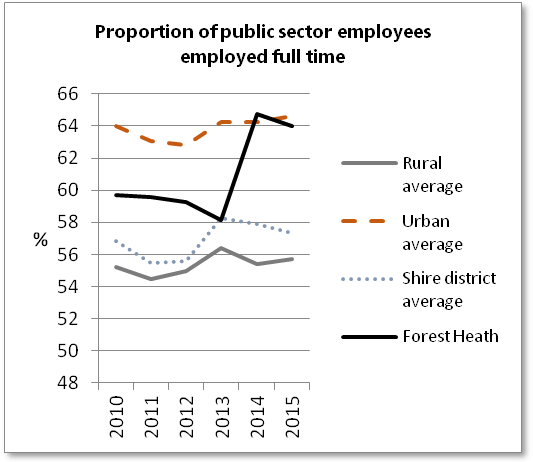 Proportion of public sector employees
employed full time
66
64
62
60
58
56
54
52
50
48
%
2010
2011
2012
2013
2014
2015
Rural
average
Urban
average
Shire district
average
Forest Heath